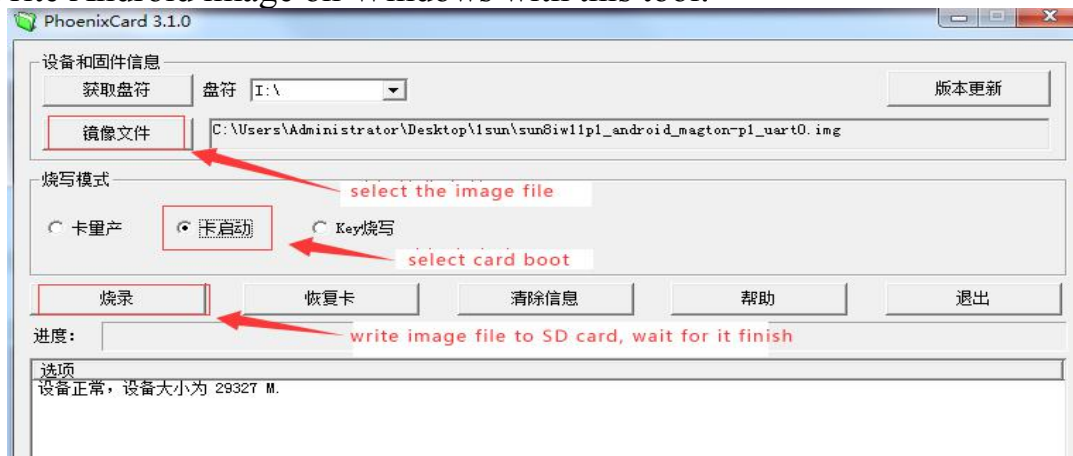 rite Android image on Windows with this tool.
PhoenixCard 3.1.0
设备和固件信息
获取盘符 盘符 I:\ 版本更新
镜像文件 C:\Users\Administrator\Desktop\1sun\sun8iw11p1_android_magton-p1_uart0.img
烧写模式
select the image file
卡量产 卡启动 Key烧写
select card boot
烧录 恢复卡 清除信息 帮助 退出
进度: write image file to SD card, wait for it finish
选项
设备正常，设备大小为 29327 M.